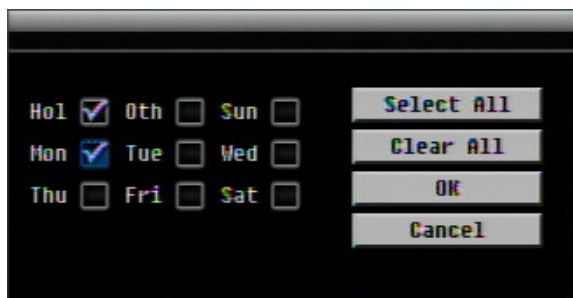 Hol Oth Sun
Select All
Mon Tue Wed
Clear All
Thu Fri Sat
OK
Cancel